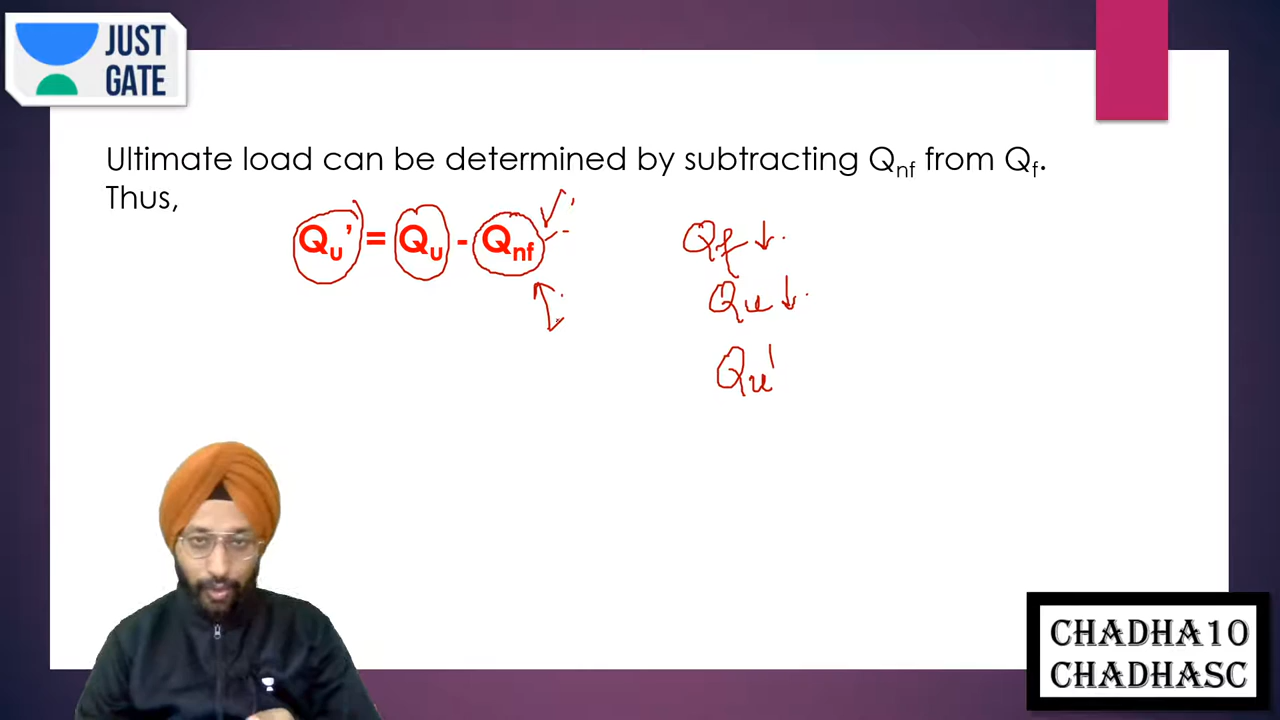 JUST
GATE
Ultimate load can be determined by subtracting Qnf from Qf.
Thus,
Qu' = Qu - Qnf
Qf ↓
Qu ↓
Qu'
CHADHA10
CHADHASC